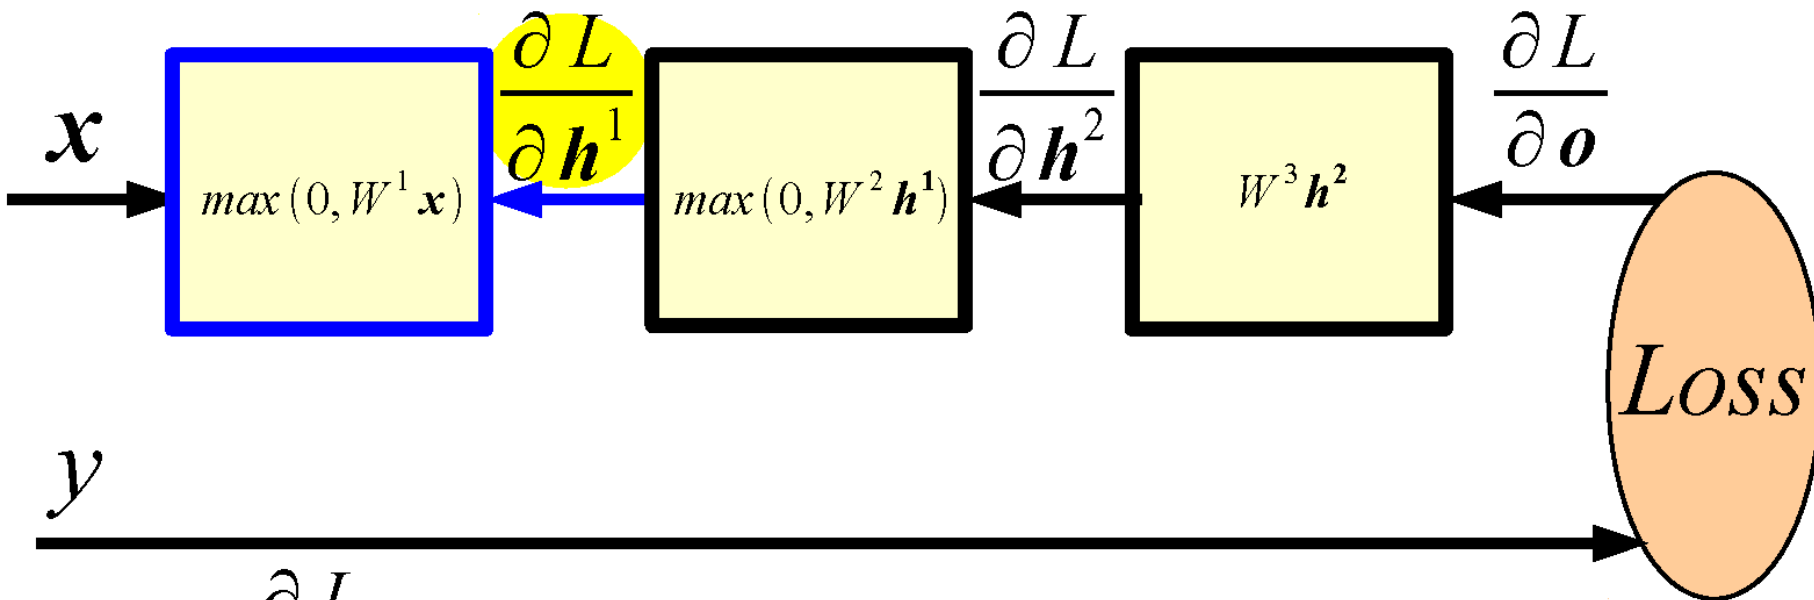 x
max(0, W¹ x)
∂L
∂h¹
max(0, W² h¹)
∂L
∂h²
W³ h²
∂L
∂o
Loss
y
∂L